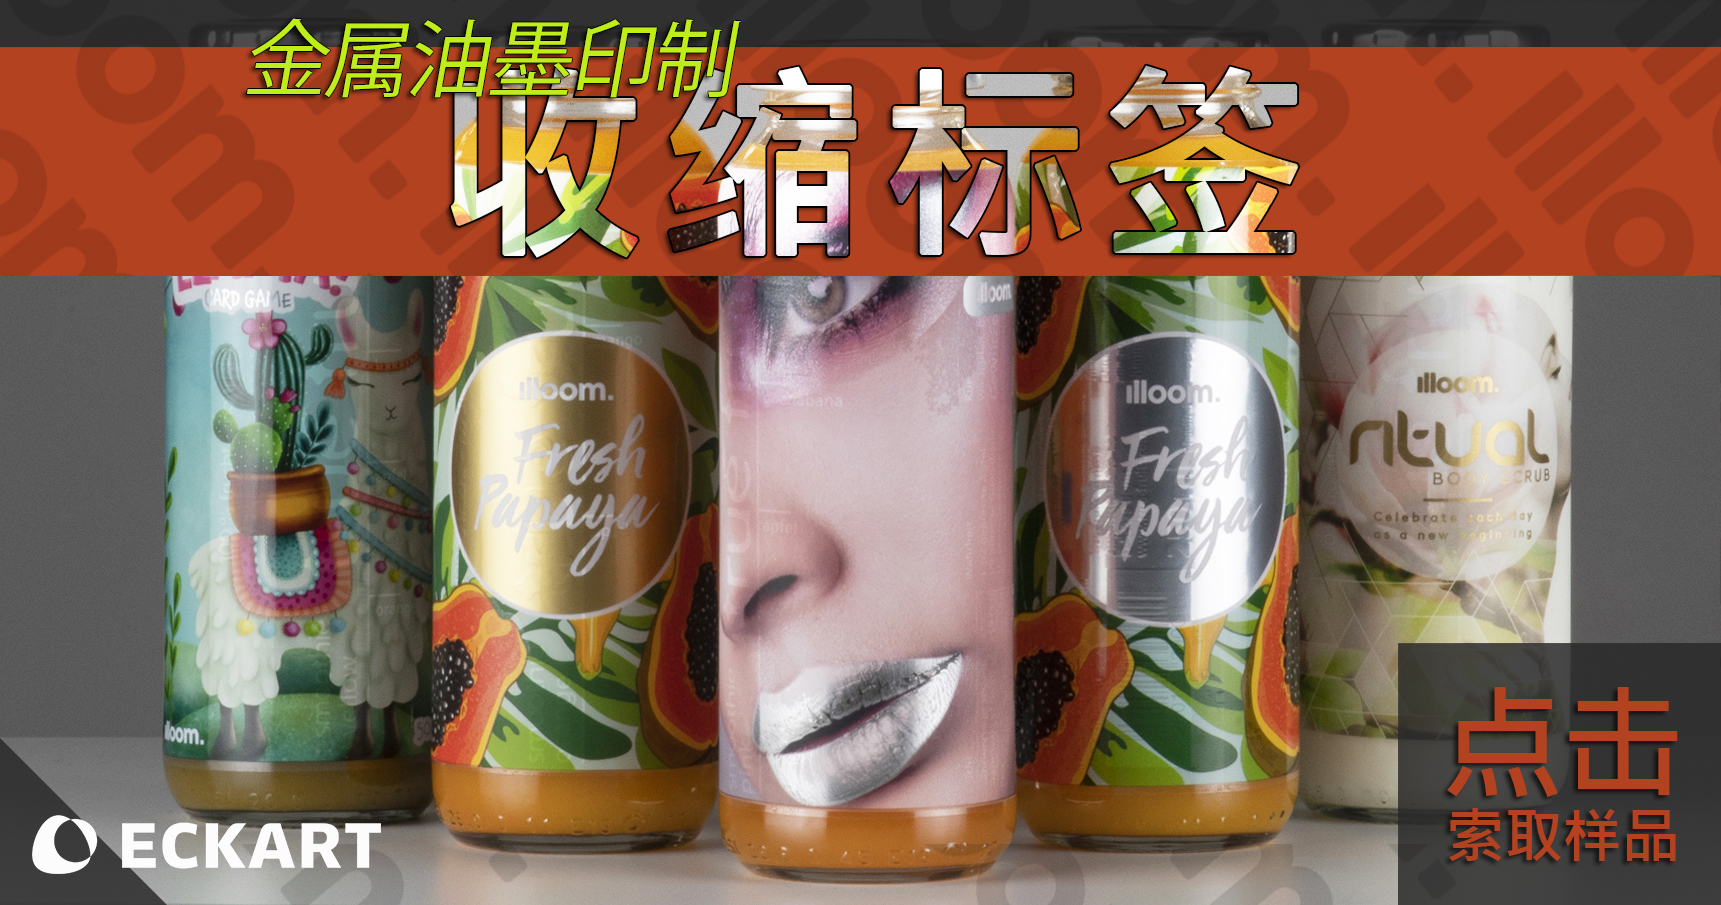 金属油墨印制
收缩标签
CARD GAME
illoom.
Fresh
Papaya
illoom.
illoom.
Fresh
Papaya
illoom.
ritual
BODY SCRUB
Celebrate each day
as a new beginning
illoom.
ECKART
点击
索取样品